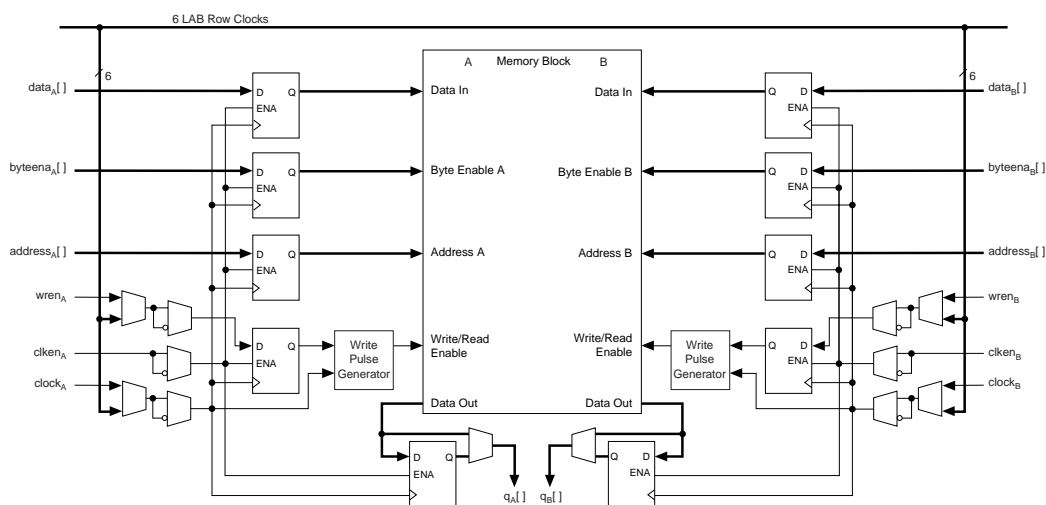 6 LAB Row Clocks
6
A Memory Block B
6
data_A[ ]
D Q
ENA
Data In
Data In
Q D
ENA
data_B[ ]
byteena_A[ ]
D Q
ENA
Byte Enable A
Byte Enable B
Q D
ENA
byteena_B[ ]
address_A[ ]
D Q
ENA
Address A
Address B
Q D
ENA
address_B[ ]
wren_A
wren_B
clken_A
D Q
ENA
Write
Pulse
Generator
Write/Read
Enable
Write/Read
Enable
Write
Pulse
Generator
Q D
ENA
clken_B
clock_A
clock_B
Data Out
Data Out
D Q
ENA
q_A[ ]
q_B[ ]
Q D
ENA